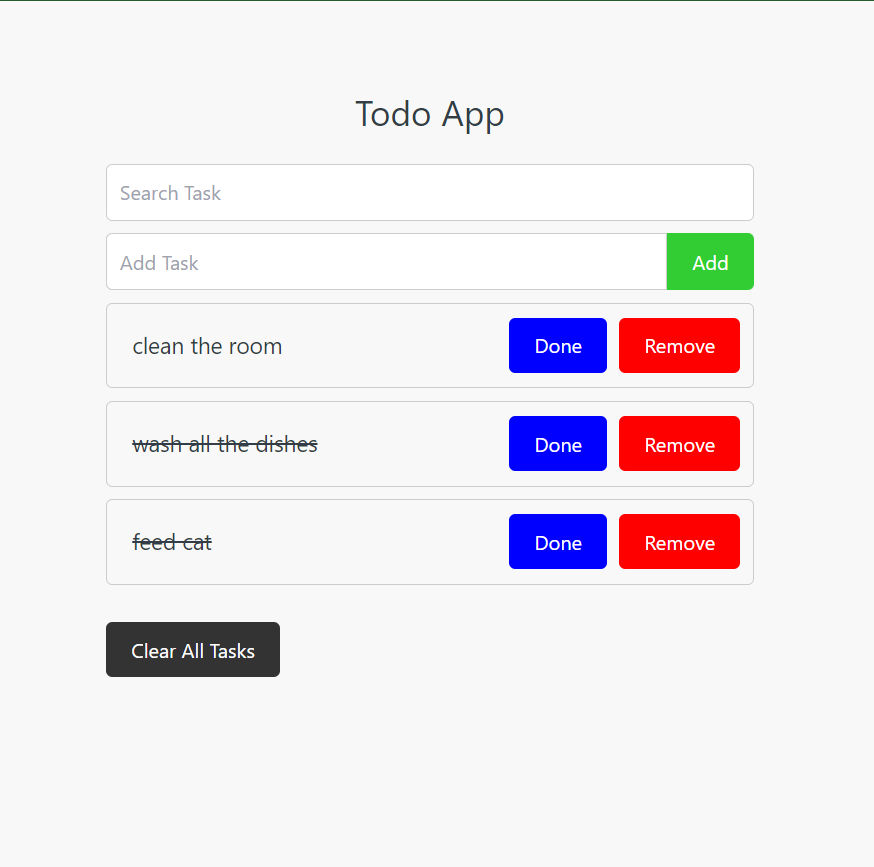 Todo App
Search Task
Add Task Add
clean the room Done Remove
wash all the dishes Done Remove
feed cat Done Remove
Clear All Tasks